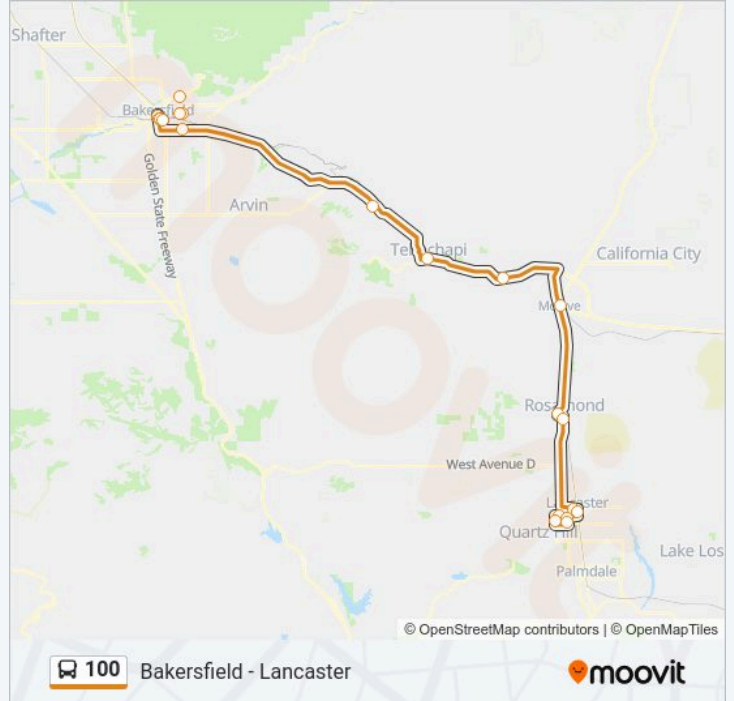 Shafter
Bakersfield
Golden State Freeway
Arvin
Tehachapi
California City
Mojave
Rosamond
West Avenue D
Lancaster
Quartz Hill
Lake Los
Palmdale
moovit
© OpenStreetMap contributors | © OpenMapTiles
100 Bakersfield - Lancaster
moovit